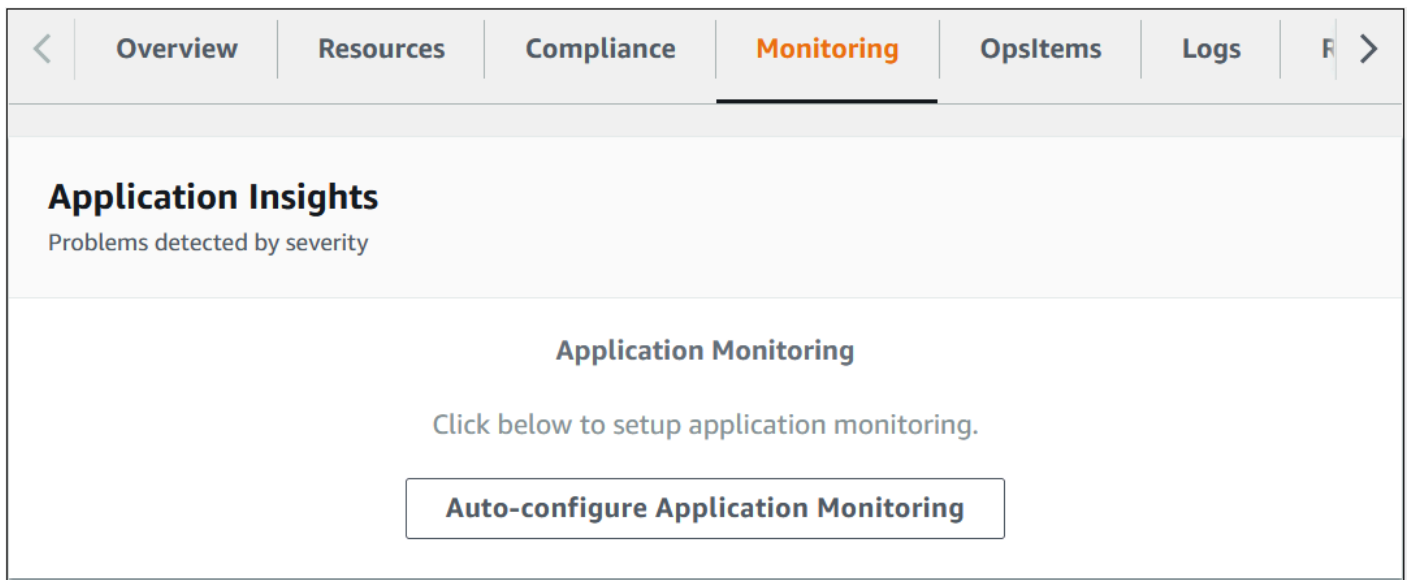 Overview Resources Compliance Monitoring OpsItems Logs
Application Insights
Problems detected by severity
Application Monitoring
Click below to setup application monitoring.
Auto-configure Application Monitoring